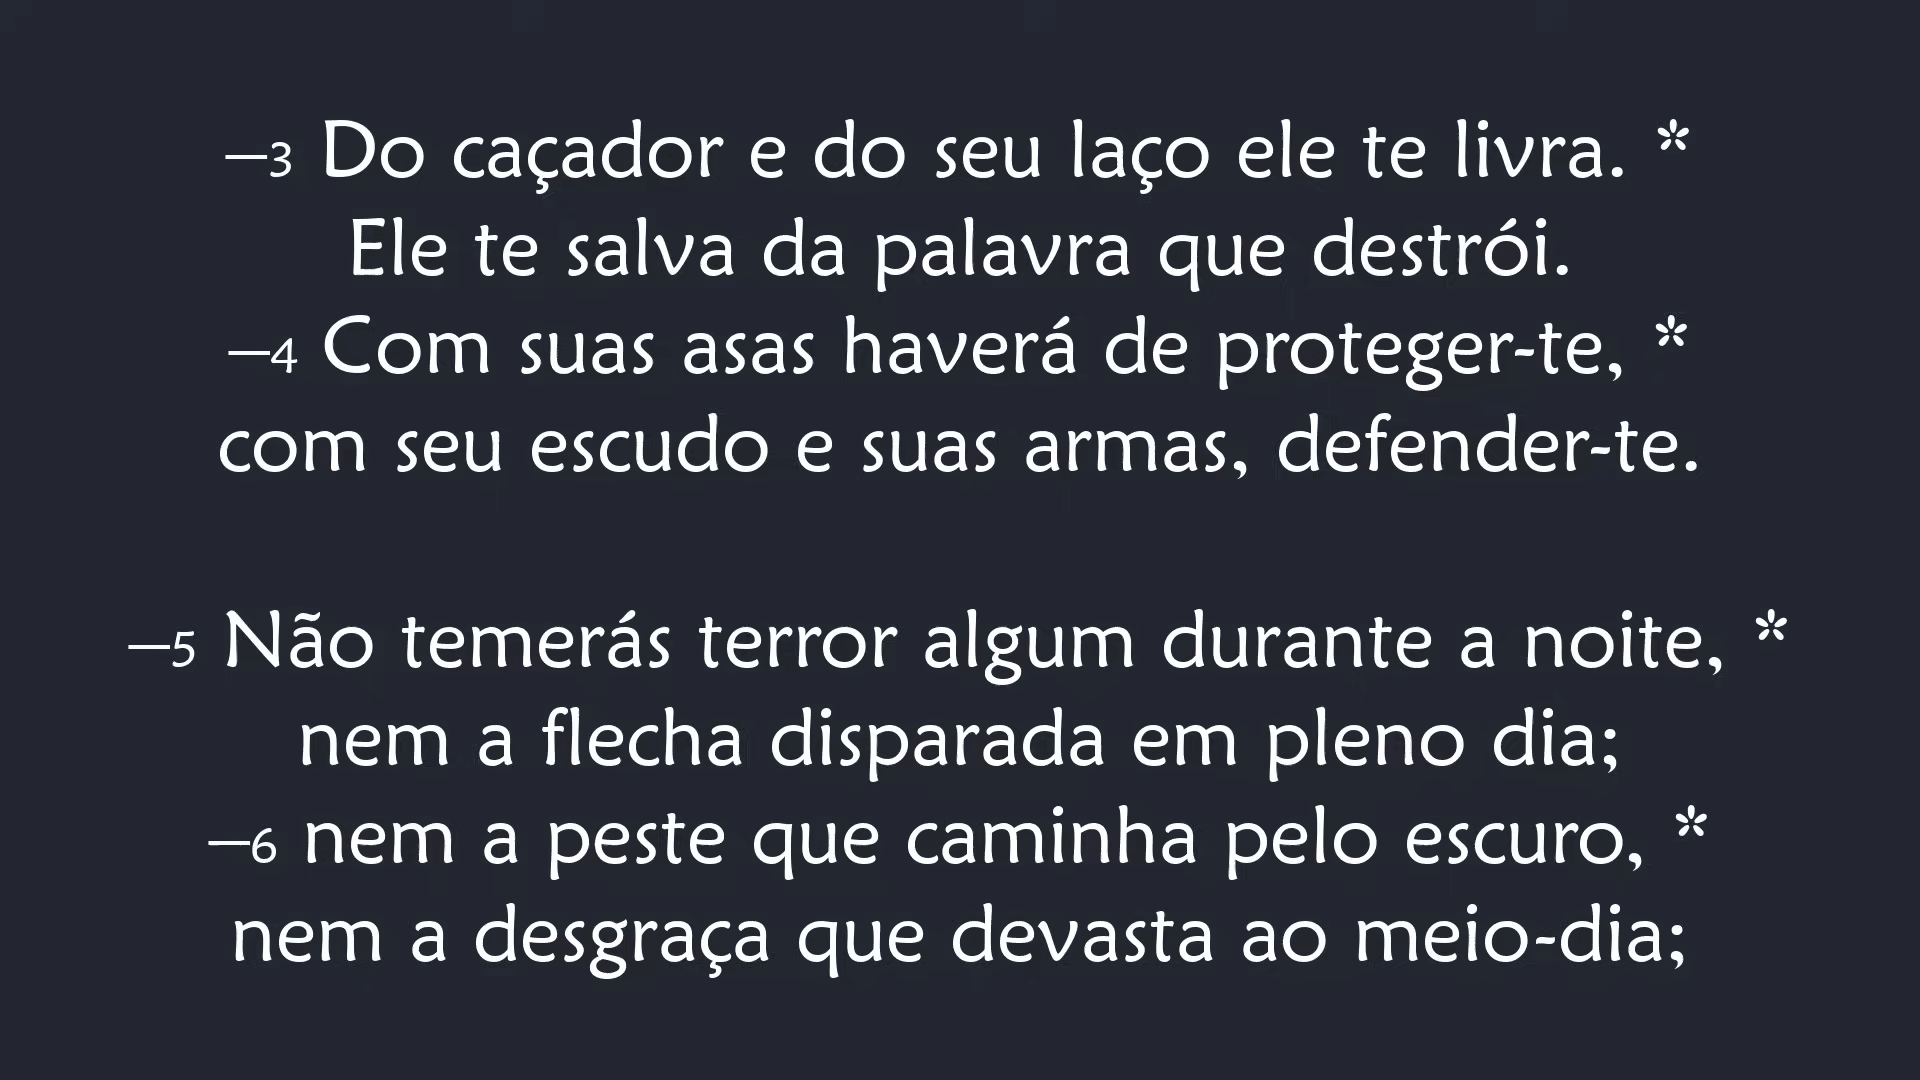 –3 Do caçador e do seu laço ele te livra. *
Ele te salva da palavra que destrói.
–4 Com suas asas haverá de proteger-te, *
com seu escudo e suas armas, defender-te.
–5 Não temerás terror algum durante a noite, *
nem a flecha disparada em pleno dia;
–6 nem a peste que caminha pelo escuro, *
nem a desgraça que devasta ao meio-dia;